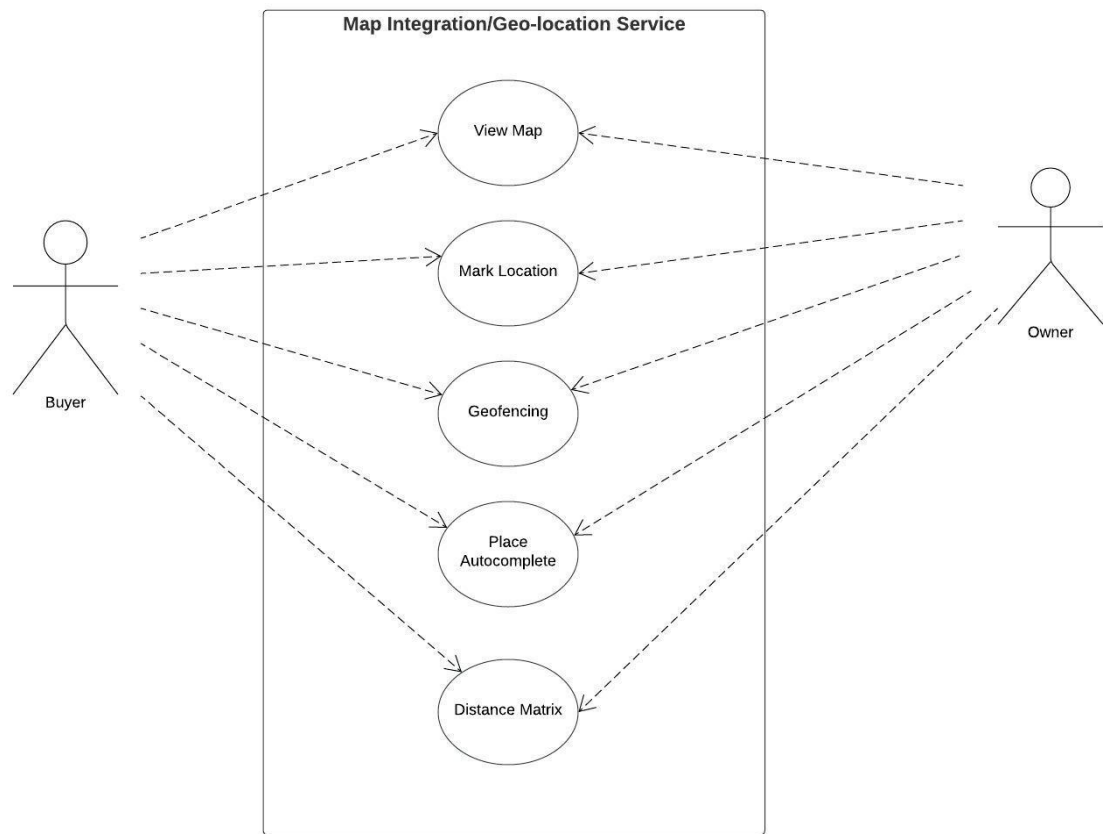 Map Integration/Geo-location Service
View Map
Mark Location
Owner
Buyer
Geofencing
Place
Autocomplete
Distance Matrix